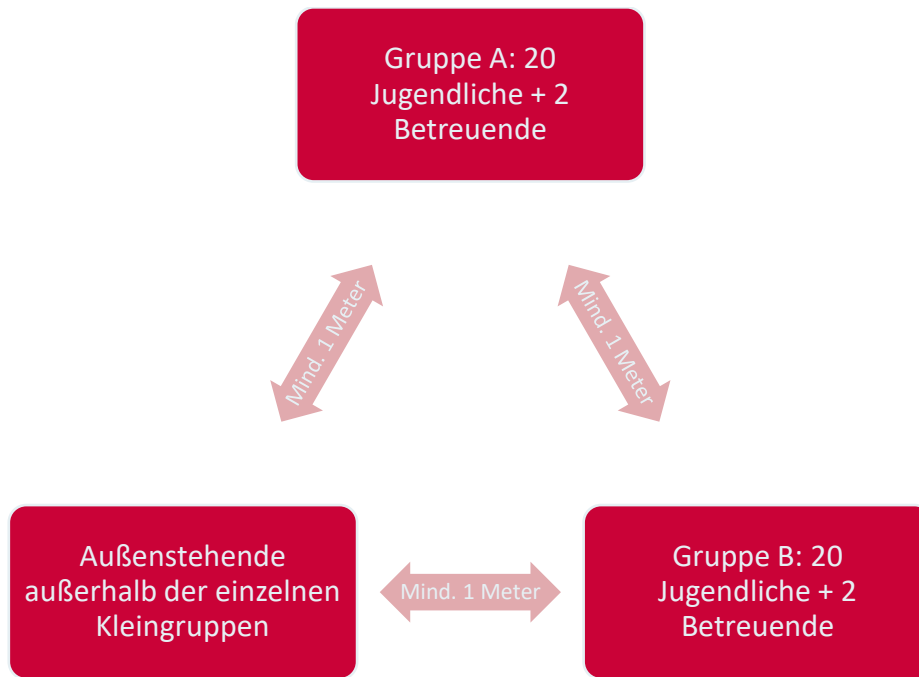 Gruppe A: 20
Jugendliche + 2
Betreuende
Mind. 1 Meter
Mind. 1 Meter
Außenstehende
außerhalb der einzelnen
Kleingruppen
Mind. 1 Meter
Gruppe B: 20
Jugendliche + 2
Betreuende